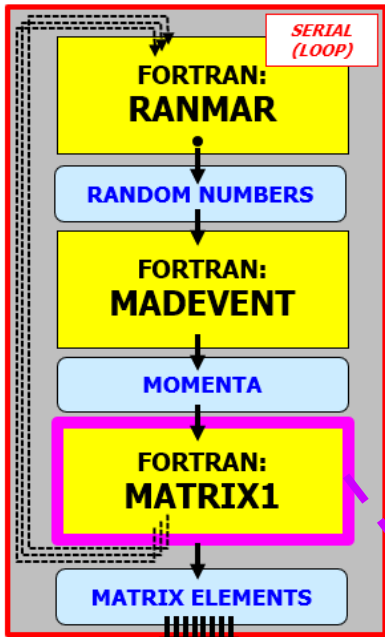 SERIAL
(LOOP)
FORTRAN:
RANMAR
RANDOM NUMBERS
FORTRAN:
MADEVENT
MOMENTA
FORTRAN:
MATRIX1
MATRIX ELEMENTS